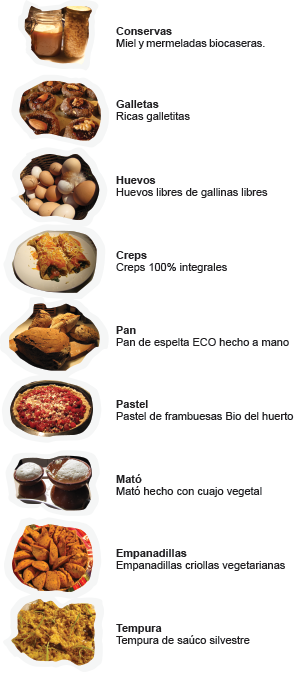 Conservas
Miel y mermeladas biocaseras.
Galletas
Ricas galletitas
Huevos
Huevos libres de gallinas libres
Creps
Creps 100% integrales
Pan
Pan de espelta ECO hecho a mano
Pastel
Pastel de frambuesas Bio del huerto
Mató
Mató hecho con cuajo vegetal
Empanadillas
Empanadillas criollas vegetarianas
Tempura
Tempura de saúco silvestre